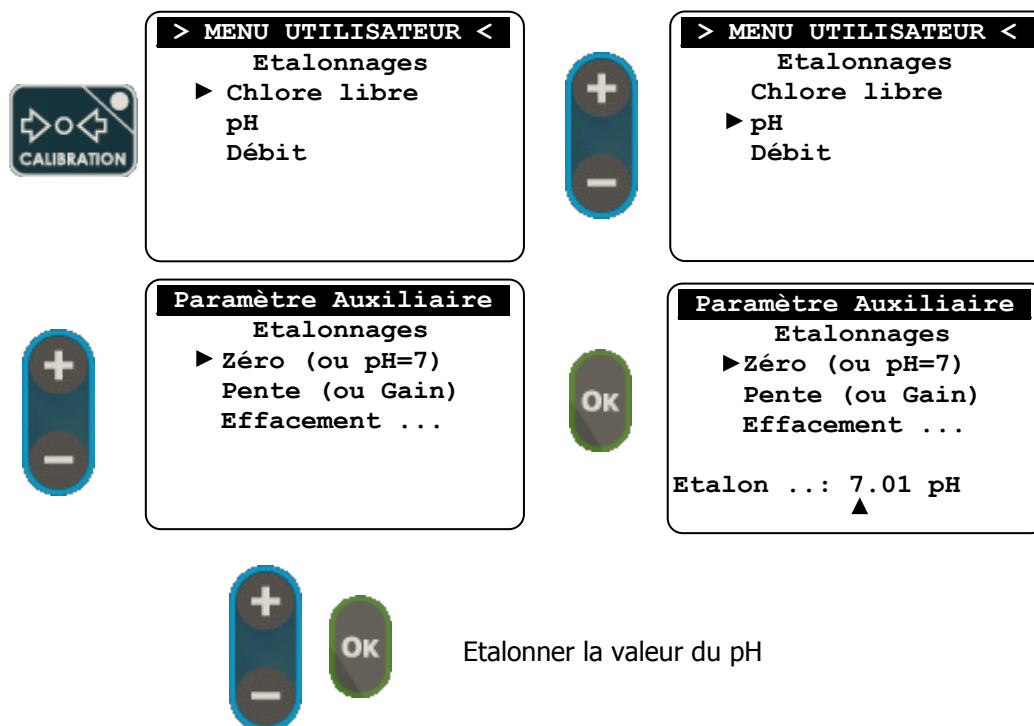 CALIBRATION
> MENU UTILISATEUR <
Etalonnages
► Chlore libre
pH
Débit
+
–
> MENU UTILISATEUR <
Etalonnages
Chlore libre
► pH
Débit
+
–
Paramètre Auxiliaire
Etalonnages
► Zéro (ou pH=7)
Pente (ou Gain)
Effacement ...
OK
Paramètre Auxiliaire
Etalonnages
►Zéro (ou pH=7)
Pente (ou Gain)
Effacement ...
Etalon ..: 7.01 pH
▲
+
–
OK
Etalonner la valeur du pH